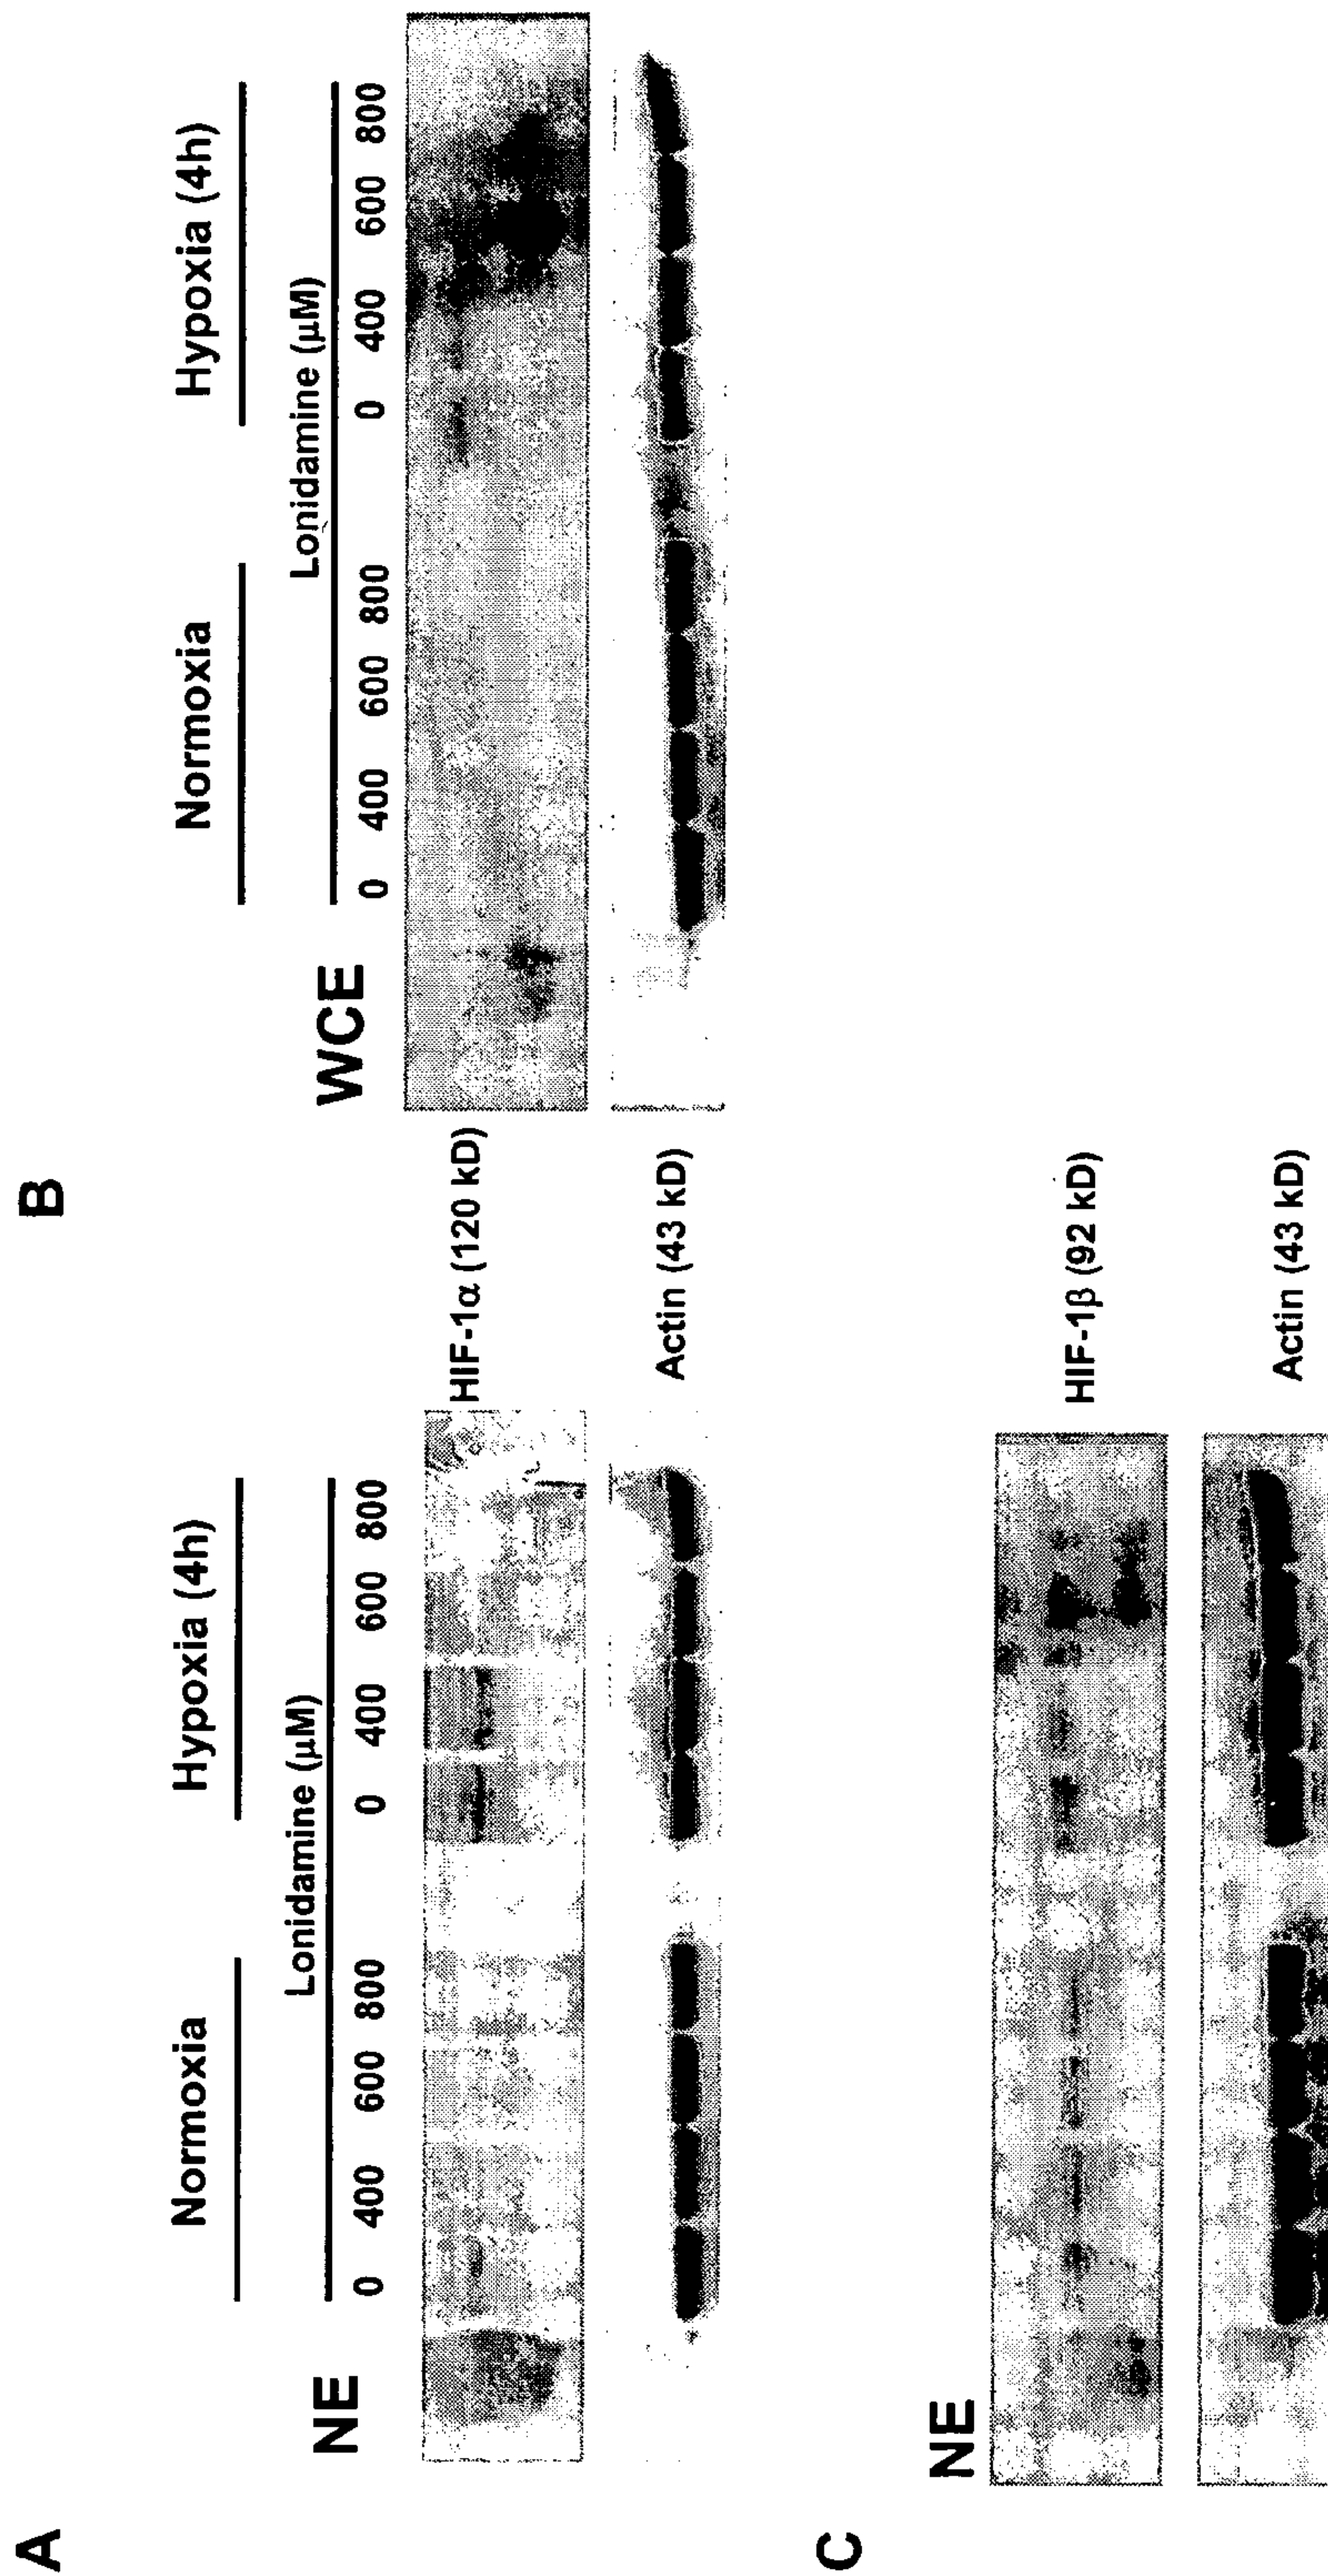 A
Normoxia Hypoxia (4h)
Lonidamine (μM)
NE 0 400 600 800 0 400 600 800
HIF-1α (120 kD)
Actin (43 kD)
B
Normoxia Hypoxia (4h)
Lonidamine (μM)
WCE 0 400 600 800 0 400 600 800
C
NE
HIF-1β (92 kD)
Actin (43 kD)